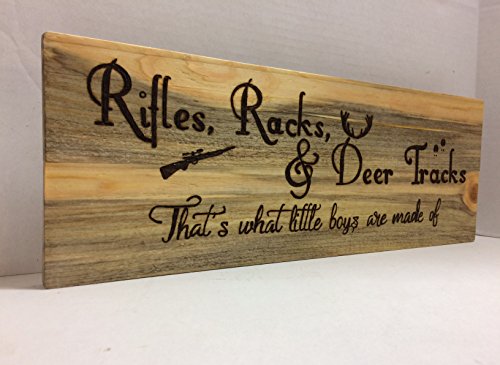 Rifles, Racks,
& Deer Tracks
That's what little boys are made of